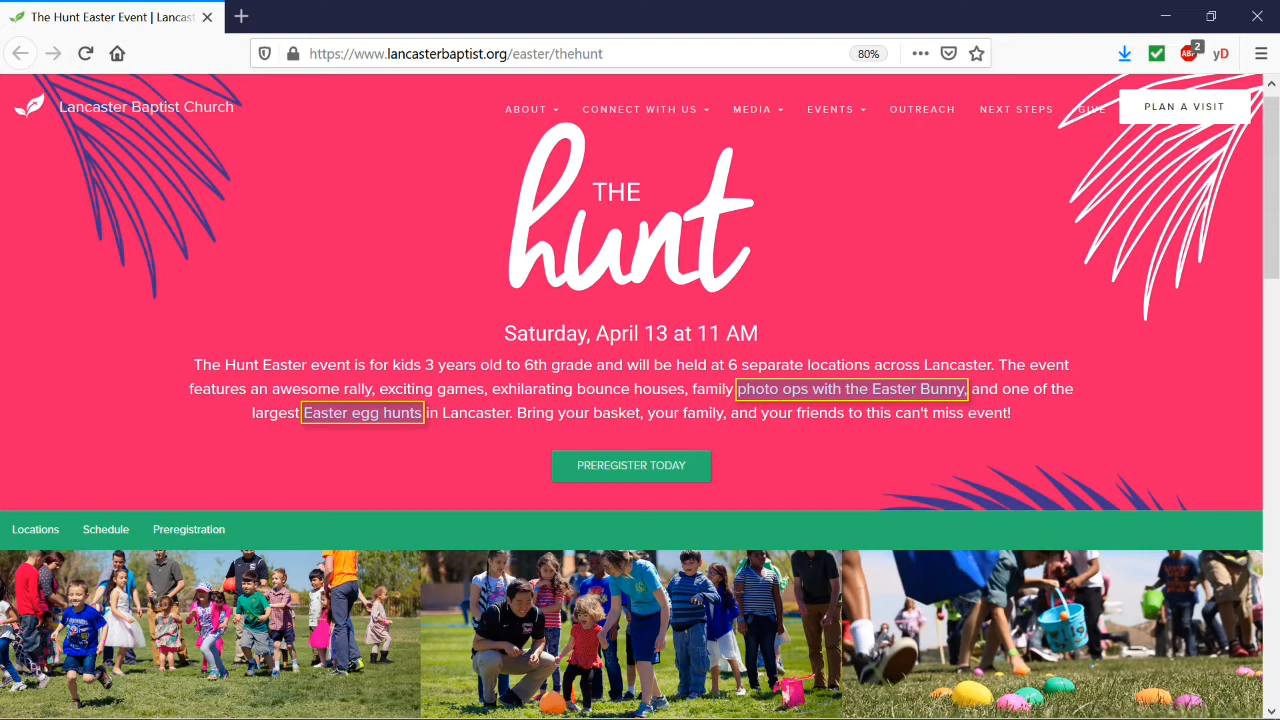 The Hunt Easter Event | Lancast
https://www.lancasterbaptist.org/easter/thehunt
80%
2
ABP
yD
Lancaster Baptist Church
ABOUT
CONNECT WITH US
MEDIA
EVENTS
OUTREACH
NEXT STEPS
GIVE
PLAN A VISIT
THE
hunt
Saturday, April 13 at 11 AM
The Hunt Easter event is for kids 3 years old to 6th grade and will be held at 6 separate locations across Lancaster. The event
features an awesome rally, exciting games, exhilarating bounce houses, family photo ops with the Easter Bunny, and one of the
largest Easter egg hunts in Lancaster. Bring your basket, your family, and your friends to this can't miss event!
PREREGISTER TODAY
Locations
Schedule
Preregistration